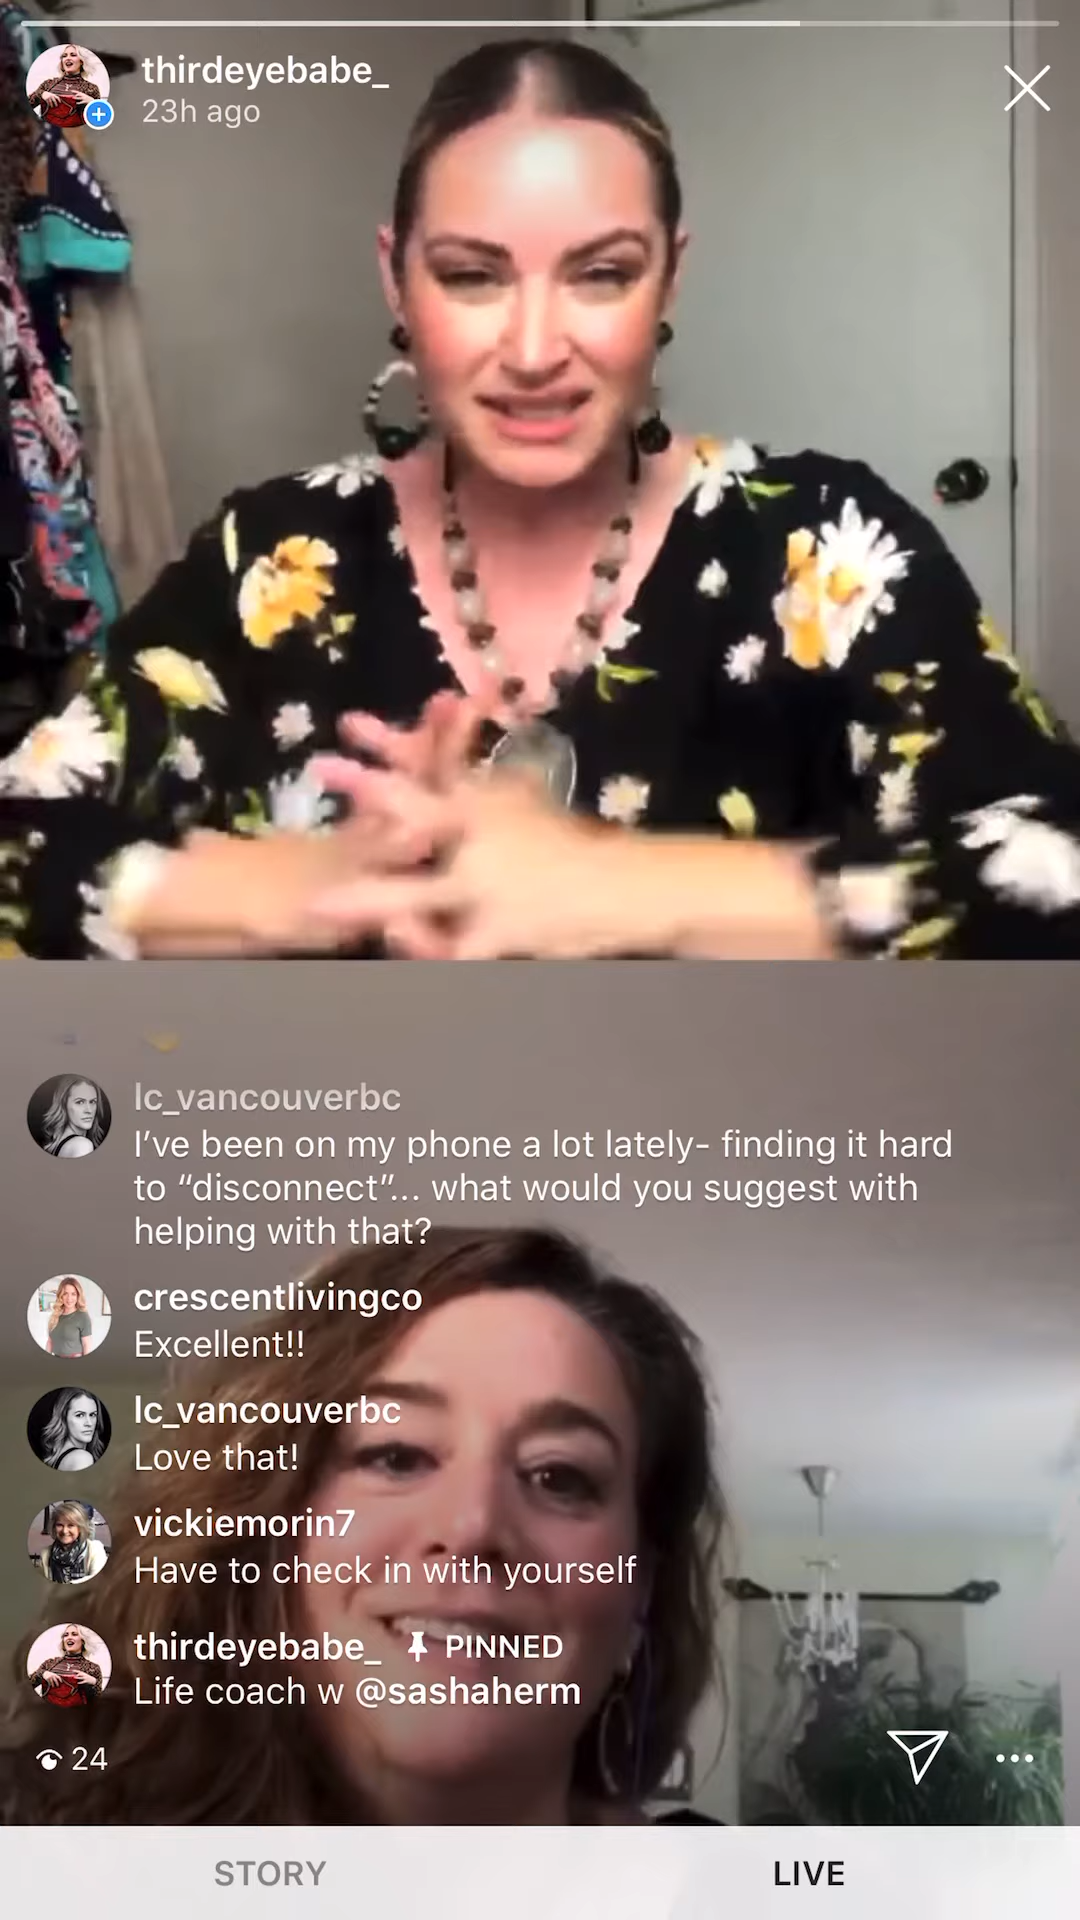 thirdeyebabe_
23h ago
lc_vancouverbc
I've been on my phone a lot lately- finding it hard
to “disconnect”... what would you suggest with
helping with that?
crescentlivingco
Excellent!!
lc_vancouverbc
Love that!
vickiemorin7
Have to check in with yourself
thirdeyebabe_ PINNED
Life coach w @sashaherm
24
STORY
LIVE